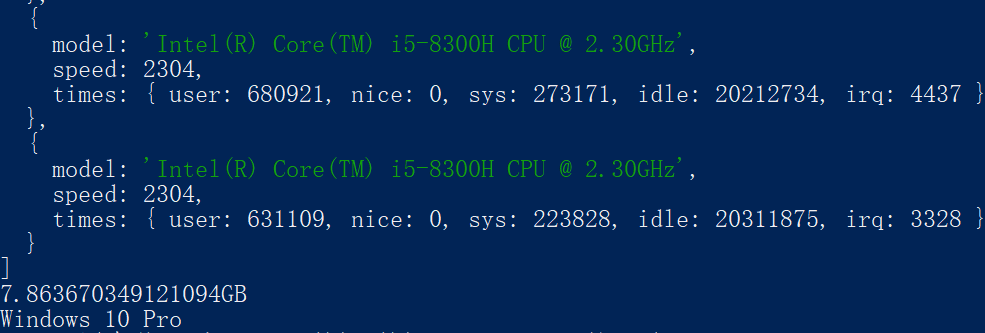 },
{
model: 'Intel(R) Core(TM) i5-8300H CPU @ 2.30GHz',
speed: 2304,
times: { user: 680921, nice: 0, sys: 273171, idle: 20212734, irq: 4437 }
},
{
model: 'Intel(R) Core(TM) i5-8300H CPU @ 2.30GHz',
speed: 2304,
times: { user: 631109, nice: 0, sys: 223828, idle: 20311875, irq: 3328 }
}
]
7.863670349121094GB
Windows 10 Pro